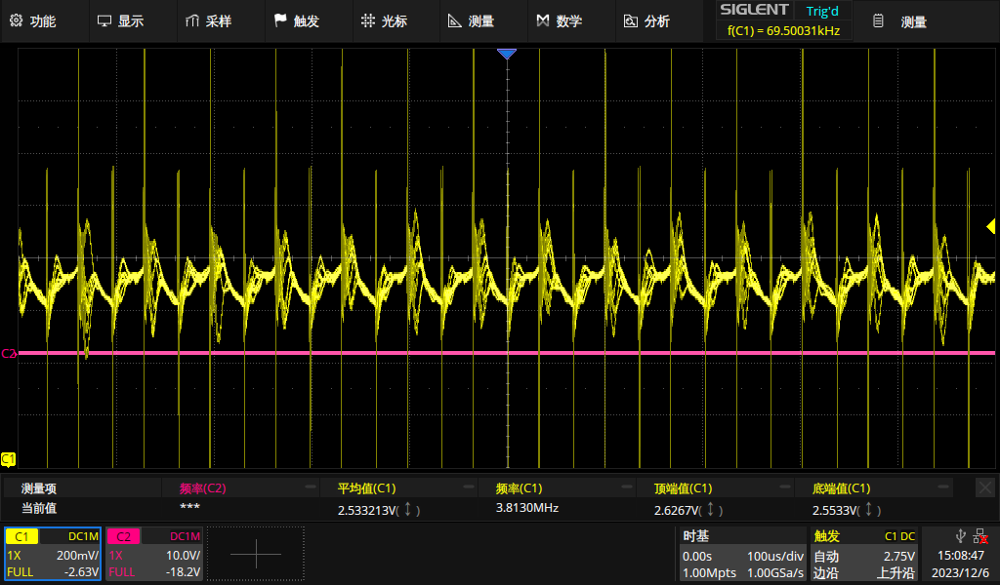 功能 显示 采样 触发 光标 测量 数学 分析 SIGLENT Trig'd 测量
f(C1) = 69.50031kHz
C2
C1
测量项 频率(C2) 平均值(C1) 频率(C1) 顶端值(C1) 底端值(C1)
当前值 *** 2.533213V(↕) 3.8130MHz 2.6267V(↕) 2.5533V(↕)
C1 DC1M C2 DC1M 时基 触发 C1 DC
1X 200mV/ 1X 10.0V/ 0.00s 100us/div 自动 2.75V 15:08:47
FULL -2.63V FULL -18.2V 1.00Mpts 1.00GSa/s 边沿 上升沿 2023/12/6